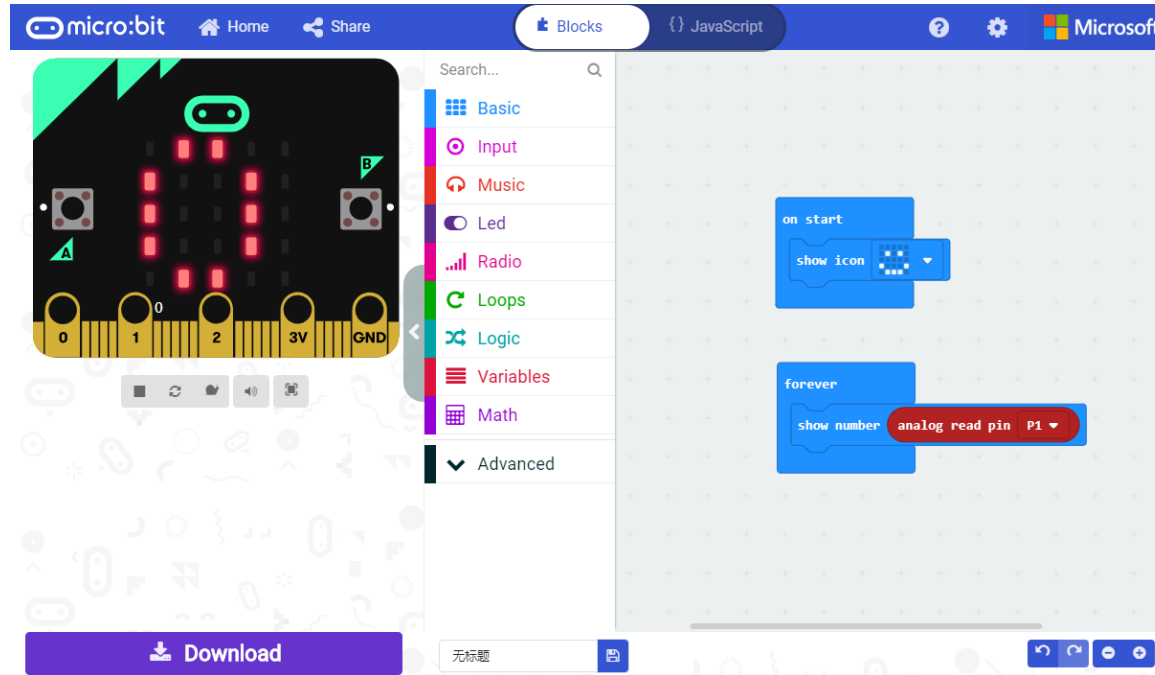 micro:bit Home Share Blocks {} JavaScript ? Microsoft
Search...
Basic
Input
Music
Led
Radio
Loops
Logic
Variables
Math
Advanced
B
A
0
0 1 2 3V GND
on start
show icon
forever
show number analog read pin P1
Download
无标题